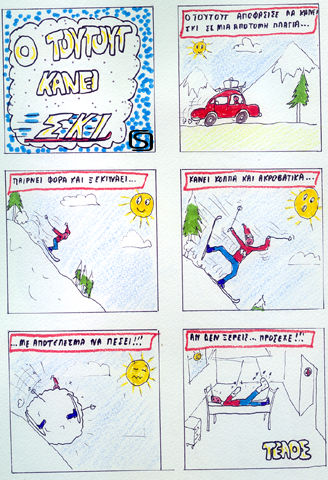 Ο ΤΟΥΤΟΥΤ
ΚΑΝΕΙ
ΣΚΙ
S
Ο ΤΟΥΤΟΥΤ ΑΠΟΦΑΣΙΣΕ ΝΑ ΚΑΝΕΙ
ΣΚΙ ΣΕ ΜΙΑ ΑΠΟΤΟΜΗ ΠΛΑΓΙΑ...
ΠΑΙΡΝΕΙ ΦΟΡΑ ΚΑΙ ΞΕΚΙΝΑΕΙ...
ΚΑΝΕΙ ΚΟΛΠΑ ΚΑΙ ΑΚΡΟΒΑΤΙΚΑ...
...ΜΕ ΑΠΟΤΕΛΕΣΜΑ ΝΑ ΠΕΣΕΙ!!!
ΑΝ ΔΕΝ ΞΕΡΕΙΣ... ΠΡΟΣΕΧΕ!!!
ΤΕΛΟΣ